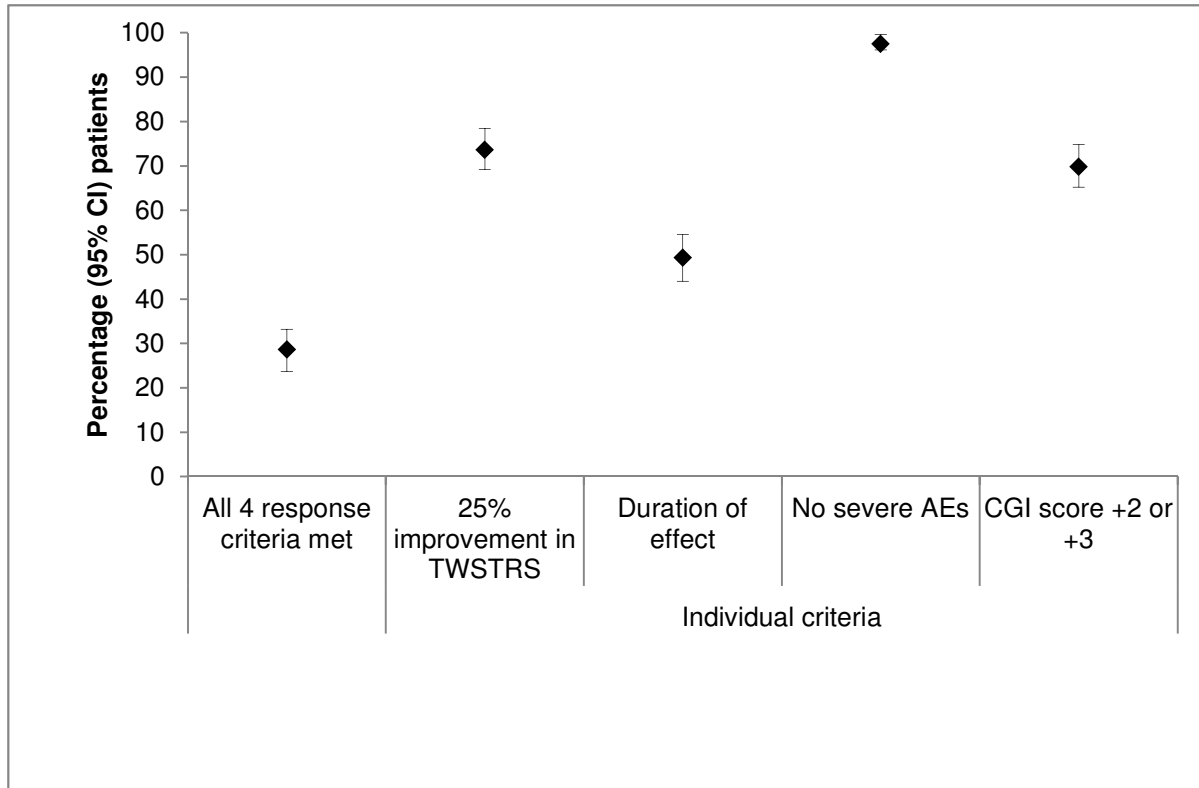 Percentage (95% CI) patients
100
90
80
70
60
50
40
30
20
10
0
All 4 response
criteria met
25%
improvement in
TWSTRS
Duration of
effect
No severe AEs
CGI score +2 or
+3
Individual criteria